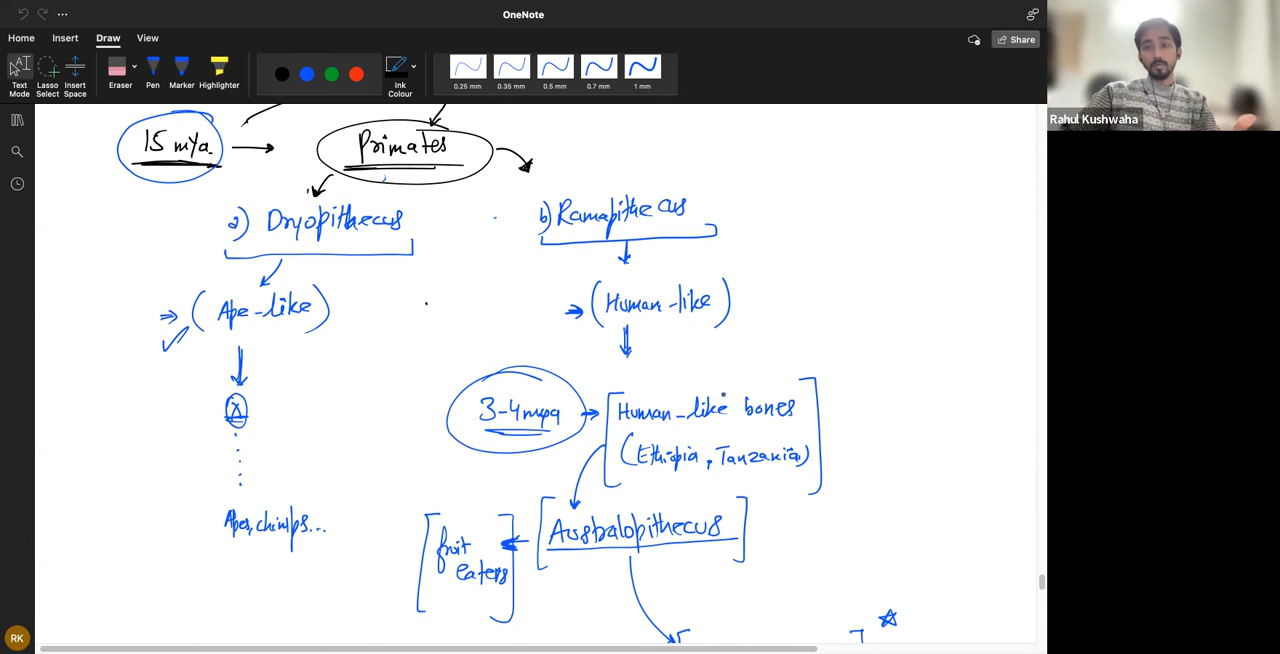 OneNote
Home Insert Draw View
Share
Text Mode
Lasso Select
Insert Space
Eraser
Pen
Marker
Highlighter
Ink Colour
0.25 mm
0.35 mm
0.5 mm
0.7 mm
1 mm
Rahul Kushwaha
15 mya.
Primates
a) Dryopithecus
b) Ramapithecus
(Ape-like)
(Human-like)
X
3-4 mya
Human-like bones
(Ethiopia, Tanzania)
Apes, chimps...
Australopithecus
fruit
eaters
RK